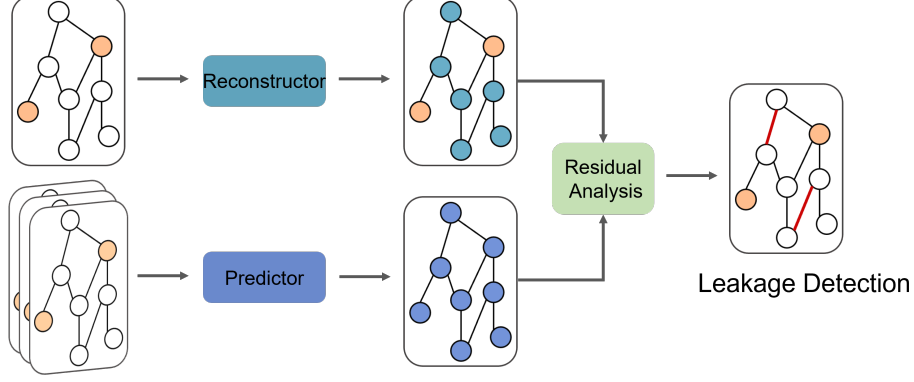 Reconstructor
Residual
Analysis
Predictor
Leakage Detection